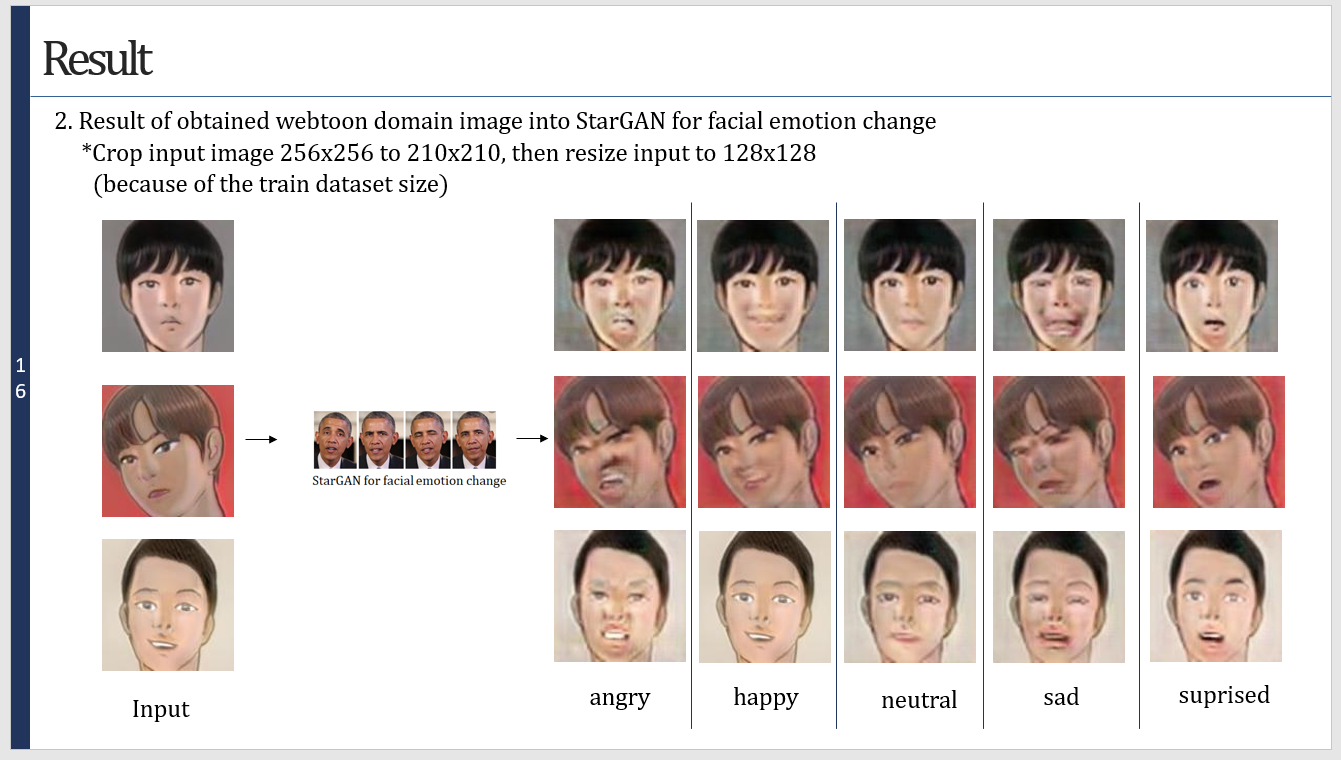 Result
2. Result of obtained webtoon domain image into StarGAN for facial emotion change
*Crop input image 256x256 to 210x210, then resize input to 128x128
(because of the train dataset size)
1
6
StarGAN for facial emotion change
Input
angry
happy
neutral
sad
suprised